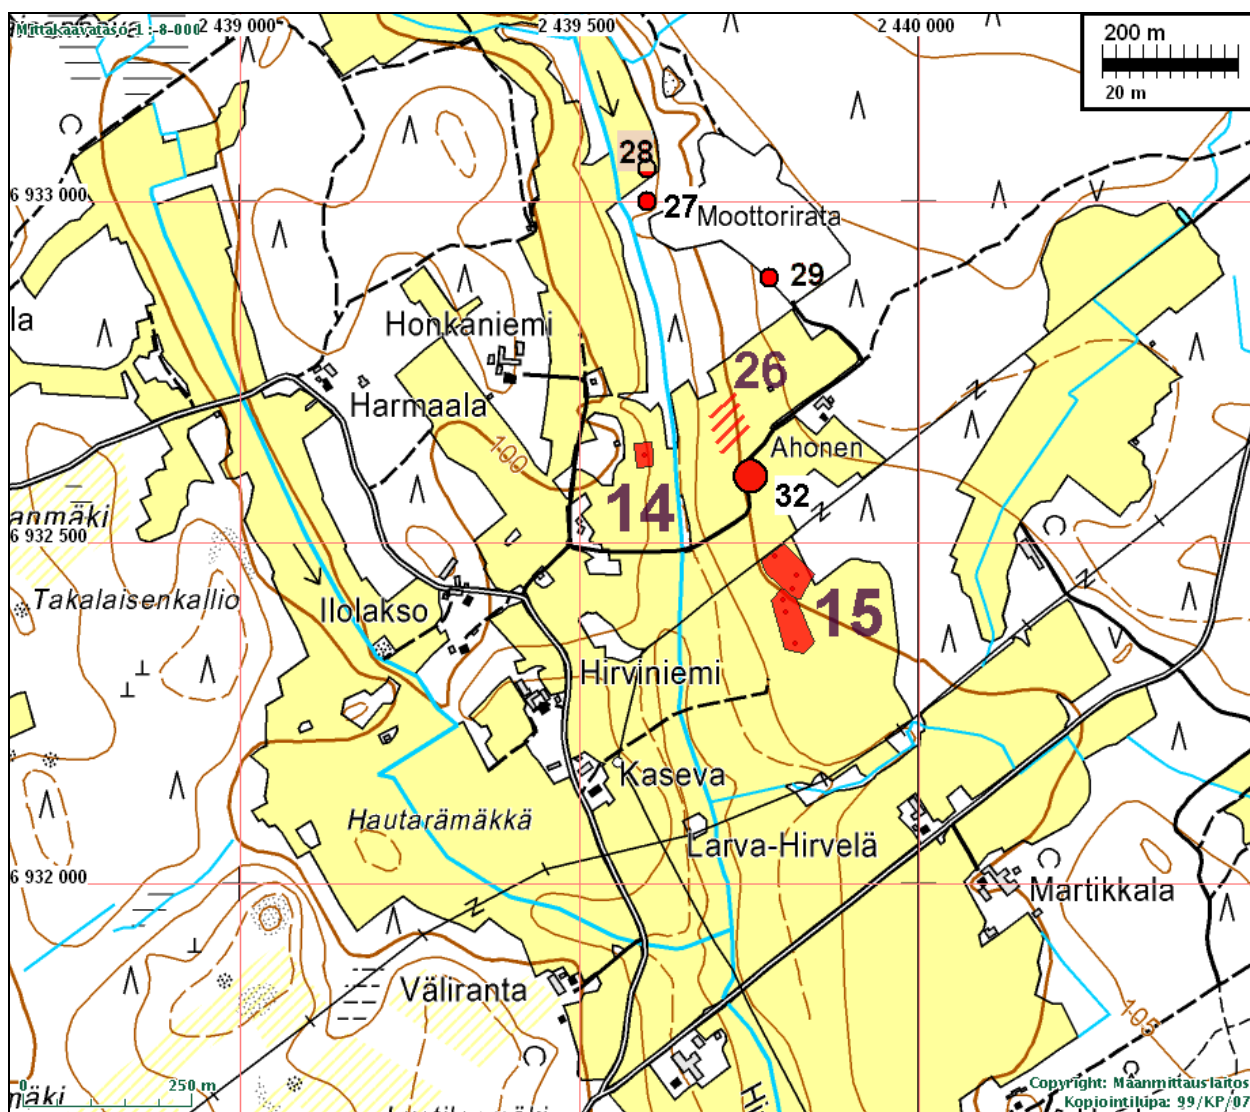 Mittakaavataso 1 :-8-000
2 439 000
2 439 500
2 440 000
200 m
20 m
28
6 933 000
27
Moottorirata
29
la
Honkaniemi
26
Harmaala
100
Ahonen
14
32
anmäki
6 932 500
Takalaisenkallio
Ilolakso
15
Hirviniemi
Kaseva
Hautarämäkkä
Larva-Hirvelä
6 932 000
Martikkala
Väliranta
105
0
250 m
mäki
Copyright: Maanmittauslaitos
Kopiointilupa: 99/KP/07